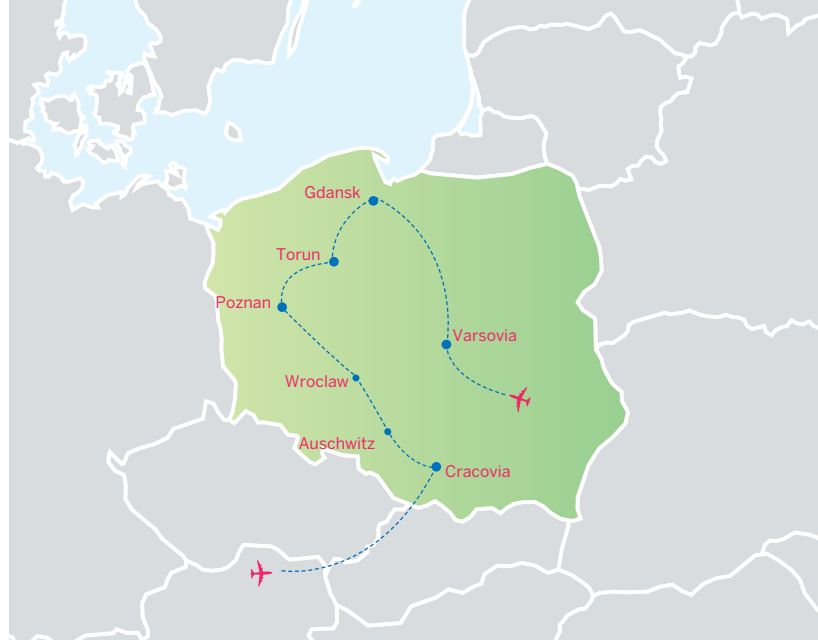 Gdansk
Torun
Poznan
Varsovia
Wroclaw
Auschwitz
Cracovia